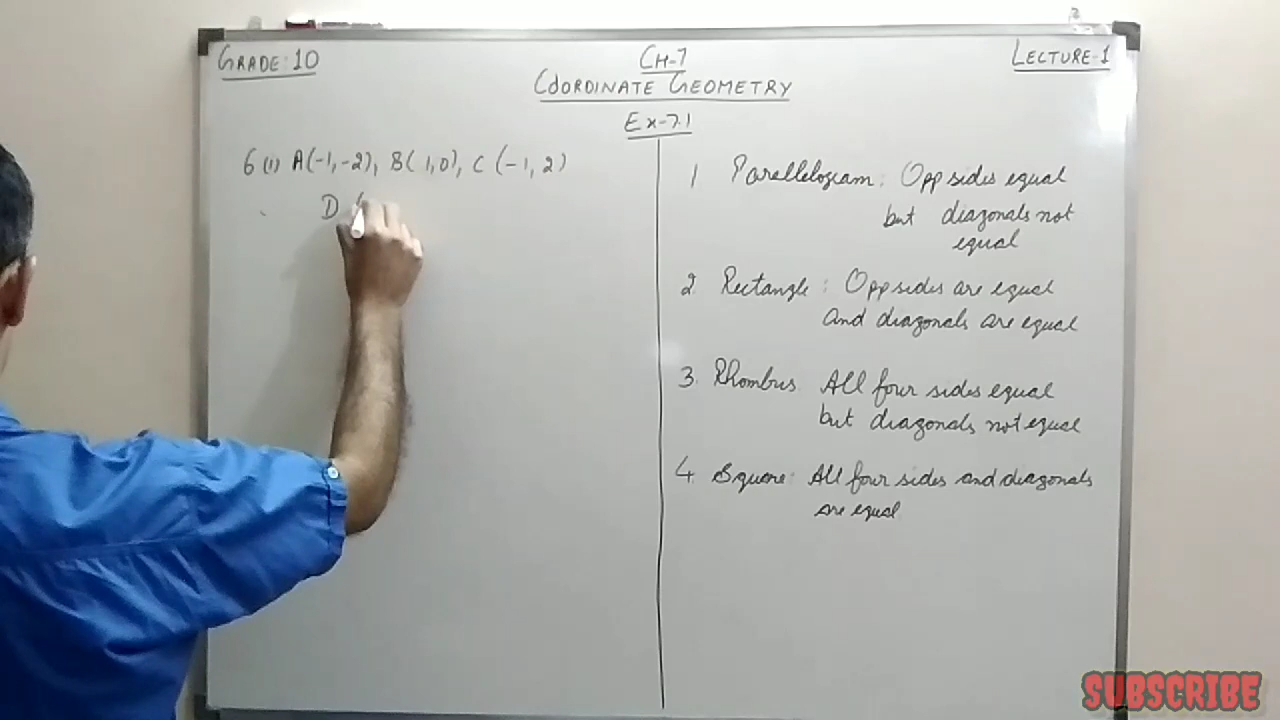 GRADE: 10
CH-7
LECTURE-1
COORDINATE GEOMETRY
Ex-7.1
6 (i) A(-1,-2), B(1,0), C(-1,2)
D (
1 Parallelogram: Opp sides equal
but diagonals not
equal
2. Rectangle: Opp sides are equal
and diagonals are equal
3. Rhombus All four sides equal
but diagonals not equal
4. Square: All four sides and diagonals
are equal
SUBSCRIBE